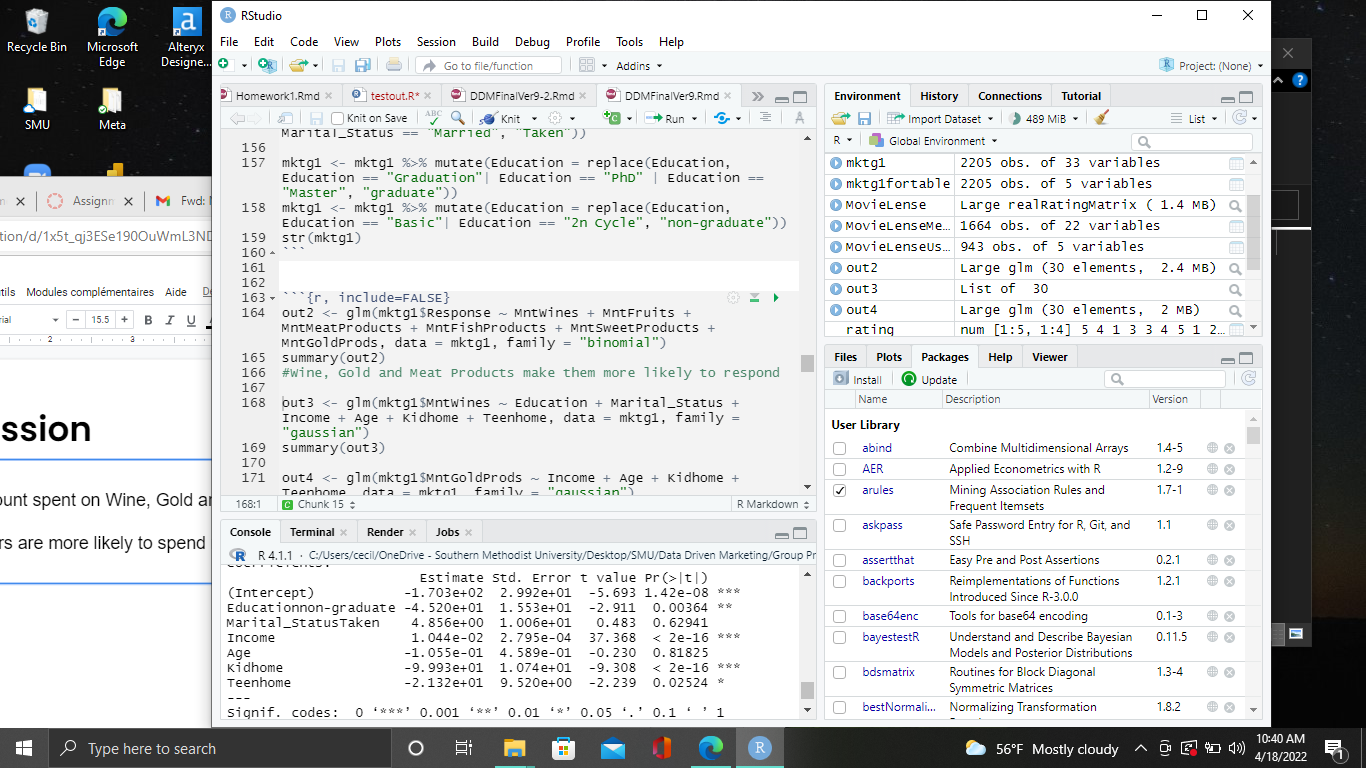 Recycle Bin
Microsoft Edge
Alteryx Designe...
SMU
Meta
RStudio
File Edit Code View Plots Session Build Debug Profile Tools Help
Go to file/function
Addins
Project: (None)
Homework1.Rmd
testout.R*
DDMFinalVer9-2.Rmd
DDMFinalVer9.Rmd
Knit on Save
ABC
Knit
Run
Marital_Status == "Married", "Taken"))
156
157 mktg1 <- mktg1 %>% mutate(Education = replace(Education,
Education == "Graduation"| Education == "PhD" | Education ==
"Master", "graduate"))
158 mktg1 <- mktg1 %>% mutate(Education = replace(Education,
Education == "Basic"| Education == "2n Cycle", "non-graduate"))
159 str(mktg1)
160 ```
161
162
163 ```{r, include=FALSE}
164 out2 <- glm(mktg1$Response ~ MntWines + MntFruits +
MntMeatProducts + MntFishProducts + MntSweetProducts +
MntGoldProds, data = mktg1, family = "binomial")
165 summary(out2)
166 #Wine, Gold and Meat Products make them more likely to respond
167
168 out3 <- glm(mktg1$MntWines ~ Education + Marital_Status +
Income + Age + Kidhome + Teenhome, data = mktg1, family =
"gaussian")
169 summary(out3)
170
171 out4 <- glm(mktg1$MntGoldProds ~ Income + Age + Kidhome +
Teenhome, data = mktg1, family = "gaussian")
168:1
Chunk 15
R Markdown
Console Terminal Render Jobs
R 4.1.1 · C:/Users/cecil/OneDrive - Southern Methodist University/Desktop/SMU/Data Driven Marketing/Group Pr
Coefficients:
Estimate Std. Error t value Pr(>|t|)
(Intercept) -1.703e+02 2.992e+01 -5.693 1.42e-08 ***
Educationnon-graduate -4.520e+01 1.553e+01 -2.911 0.00364 **
Marital_StatusTaken 4.856e+00 1.006e+01 0.483 0.62941
Income 1.044e-02 2.795e-04 37.368 < 2e-16 ***
Age -1.055e-01 4.589e-01 -0.230 0.81825
Kidhome -9.993e+01 1.074e+01 -9.308 < 2e-16 ***
Teenhome -2.132e+01 9.520e+00 -2.239 0.02524 *
---
Signif. codes: 0 ‘***’ 0.001 ‘**’ 0.01 ‘*’ 0.05 ‘.’ 0.1 ‘ ’ 1
Environment History Connections Tutorial
Import Dataset
489 MiB
List
R
Global Environment
mktg1 2205 obs. of 33 variables
mktg1fortable 2205 obs. of 5 variables
MovieLense Large realRatingMatrix ( 1.4 MB)
MovieLenseMe... 1664 obs. of 22 variables
MovieLenseUs... 943 obs. of 5 variables
out2 Large glm (30 elements, 2.4 MB)
out3 List of 30
out4 Large glm (30 elements, 2 MB)
rating num [1:5, 1:4] 5 4 1 3 3 4 5 1 2...
Files Plots Packages Help Viewer
Install Update
Name Description Version
User Library
abind Combine Multidimensional Arrays 1.4-5
AER Applied Econometrics with R 1.2-9
arules Mining Association Rules and Frequent Itemsets 1.7-1
askpass Safe Password Entry for R, Git, and SSH 1.1
assertthat Easy Pre and Post Assertions 0.2.1
backports Reimplementations of Functions Introduced Since R-3.0.0 1.2.1
base64enc Tools for base64 encoding 0.1-3
bayestestR Understand and Describe Bayesian Models and Posterior Distributions 0.11.5
bdsmatrix Routines for Block Diagonal Symmetric Matrices 1.3-4
bestNormali... Normalizing Transformation 1.8.2
Assignm
Fwd:
tion/d/1x5t_qj3ESe190OuWmL3ND
utils Modules complémentaires Aide
rial
15.5
B I U
1 2
ssion
ount spent on Wine, Gold a
rs are more likely to spend
Type here to search
56°F Mostly cloudy
10:40 AM
4/18/2022
1